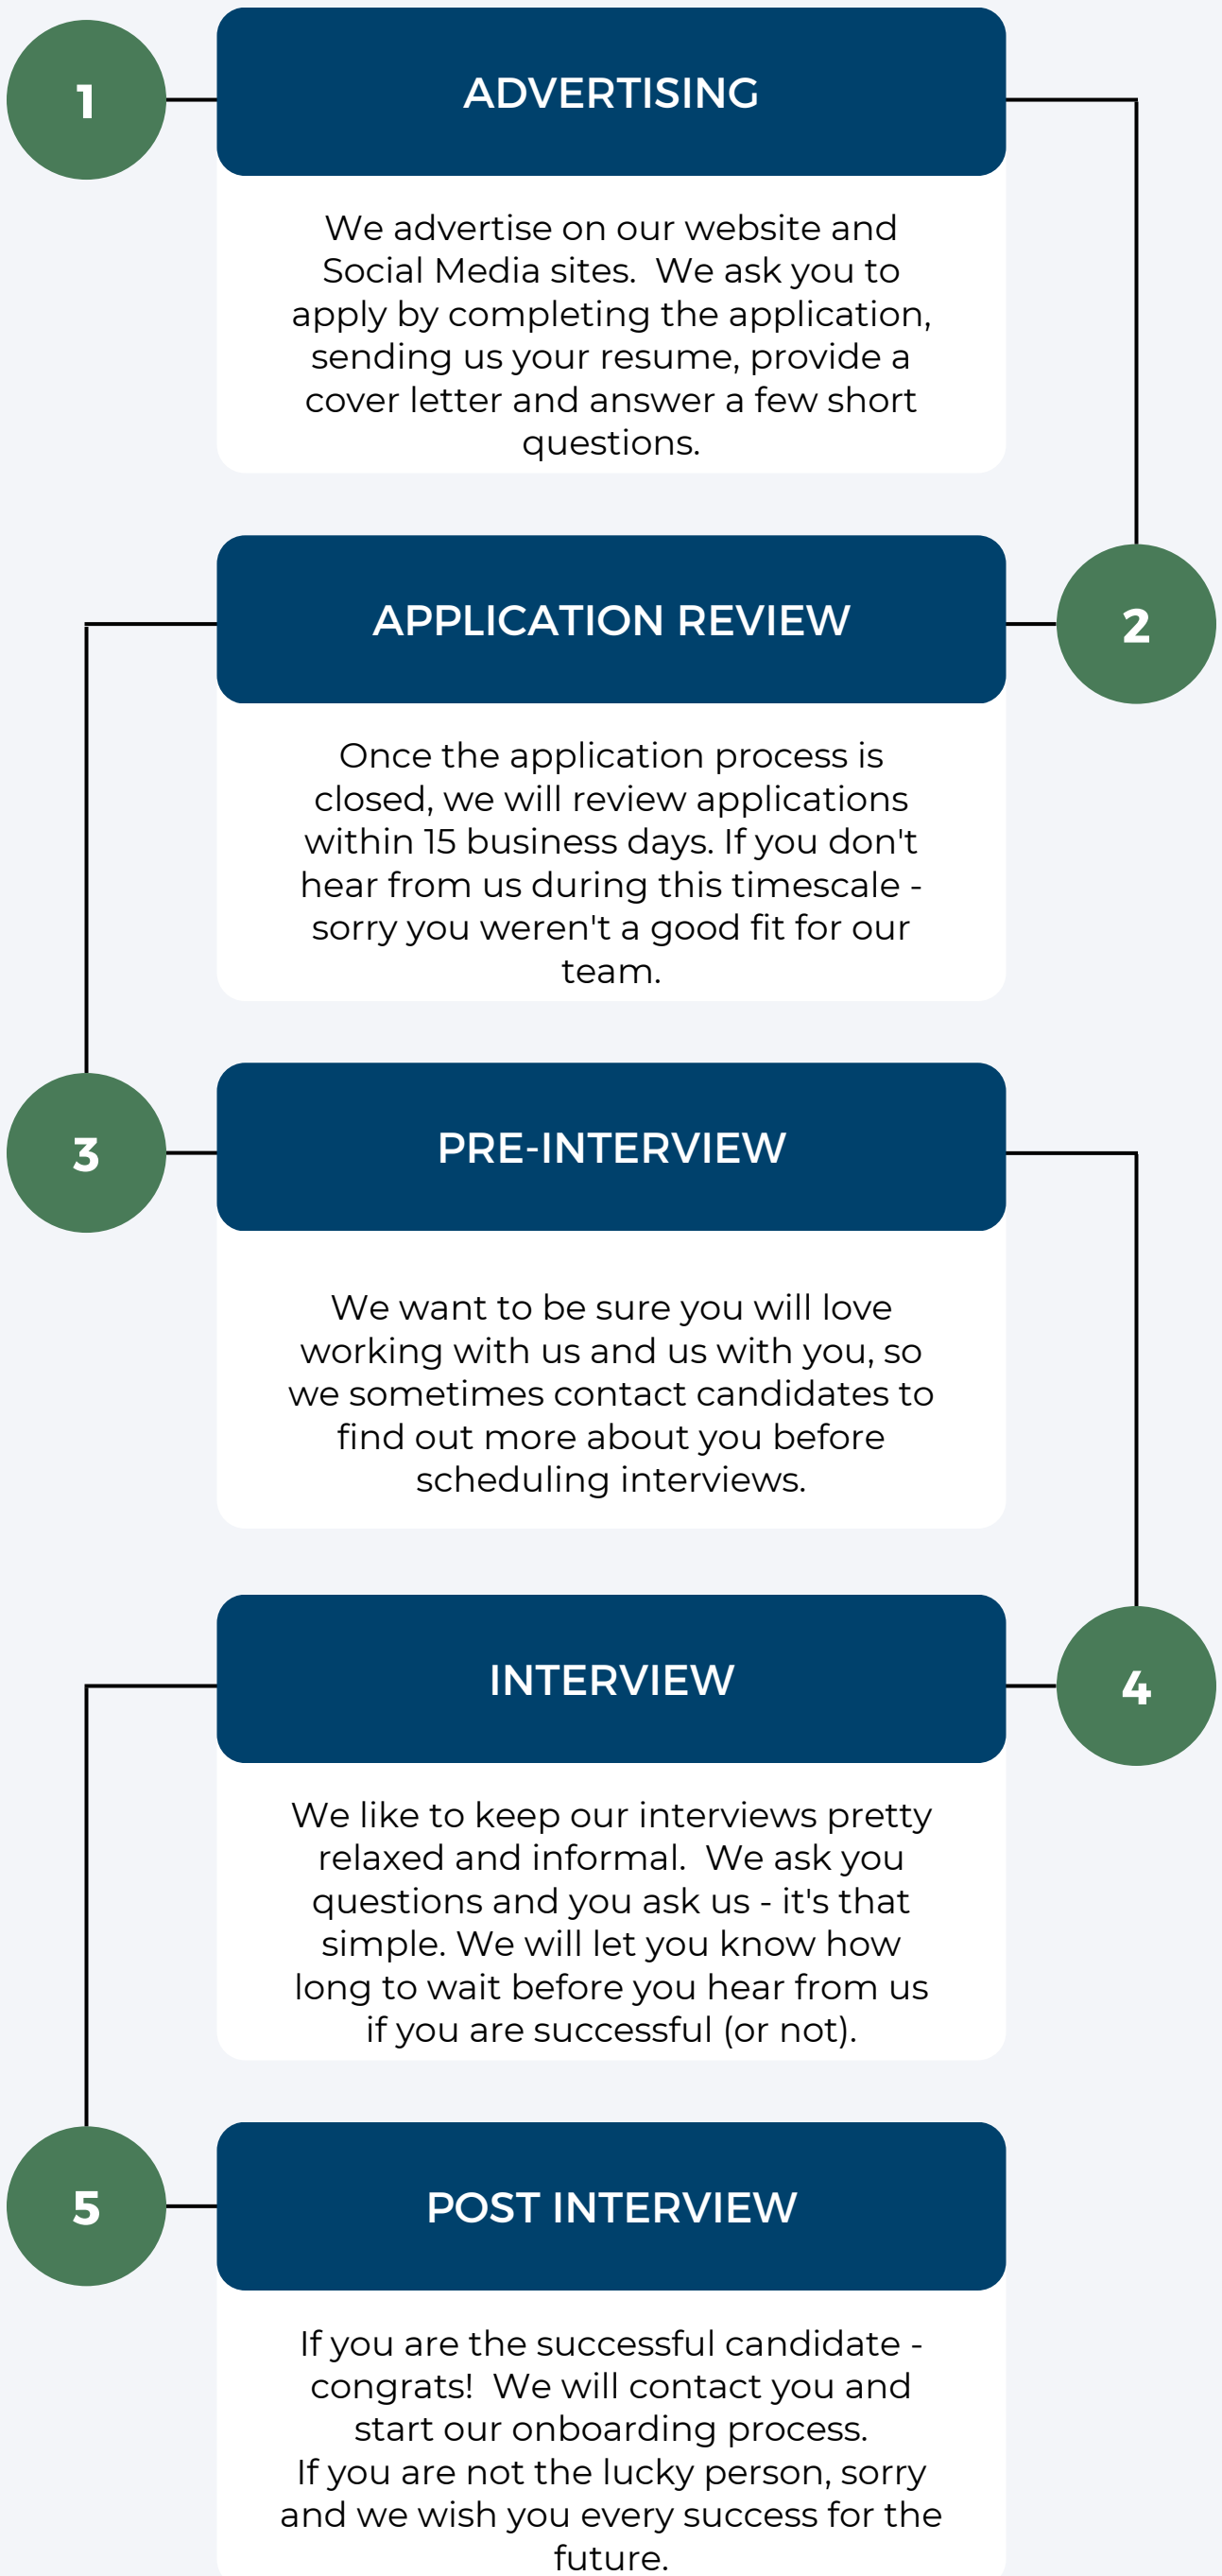 1
ADVERTISING
We advertise on our website and
Social Media sites.  We ask you to
apply by completing the application,
sending us your resume, provide a
cover letter and answer a few short
questions.
2
APPLICATION REVIEW
Once the application process is
closed, we will review applications
within 15 business days. If you don't
hear from us during this timescale -
sorry you weren't a good fit for our
team.
3
PRE-INTERVIEW
We want to be sure you will love
working with us and us with you, so
we sometimes contact candidates to
find out more about you before
scheduling interviews.
4
INTERVIEW
We like to keep our interviews pretty
relaxed and informal.  We ask you
questions and you ask us - it's that
simple. We will let you know how
long to wait before you hear from us
if you are successful (or not).
5
POST INTERVIEW
If you are the successful candidate -
congrats!  We will contact you and
start our onboarding process.
If you are not the lucky person, sorry
and we wish you every success for the
future.